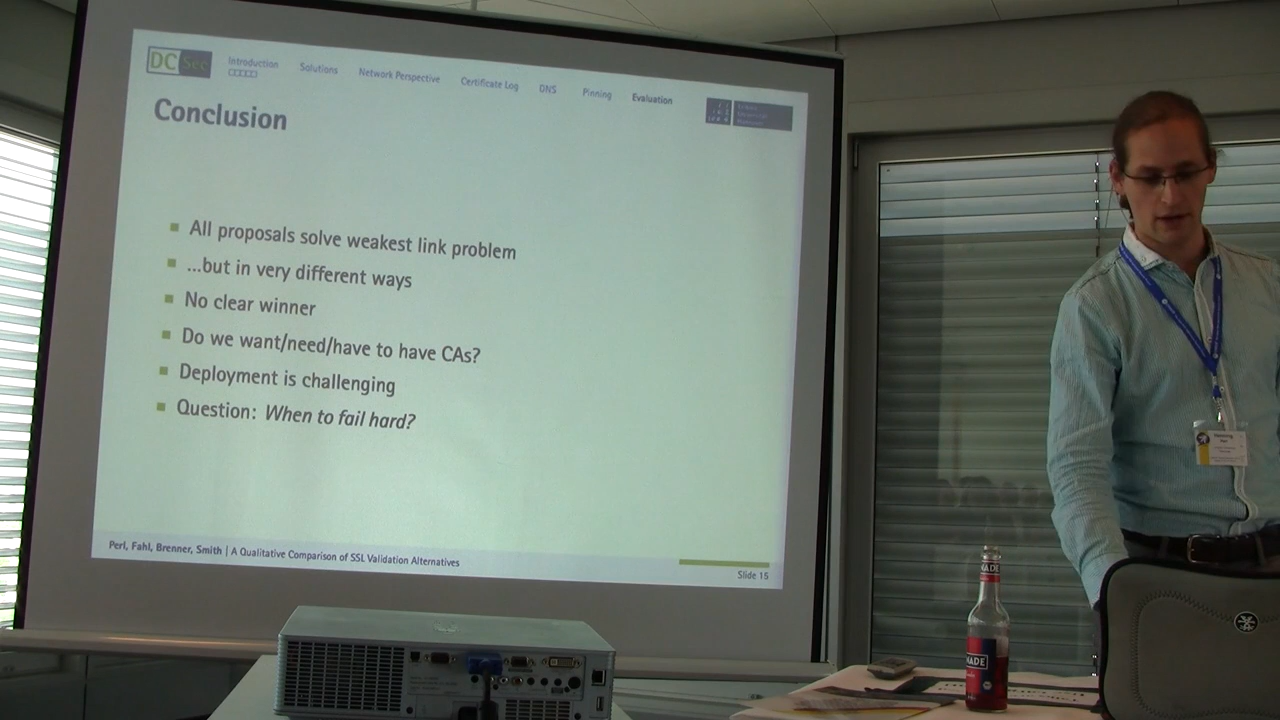 DC Sec
Introduction Solutions Network Perspective Certificate Log DNS Pinning Evaluation
Conclusion
All proposals solve weakest link problem
...but in very different ways
No clear winner
Do we want/need/have to have CAs?
Deployment is challenging
Question: When to fail hard?
Perl, Fahl, Brenner, Smith | A Qualitative Comparison of SSL Validation Alternatives
Slide 15